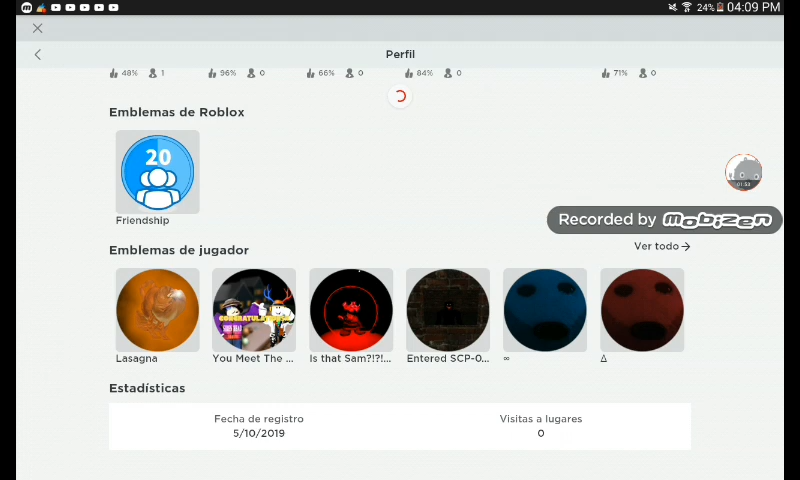 24% 04:09 PM
Perfil
48% 1 96% 0 66% 0 84% 0 71% 0
Emblemas de Roblox
20
Friendship
01:53
Recorded by mobizen
Emblemas de jugador
Ver todo
Lasagna You Meet The ... Is that Sam?!?!... Entered SCP-0... ∞ Δ
Estadísticas
Fecha de registro Visitas a lugares
5/10/2019 0